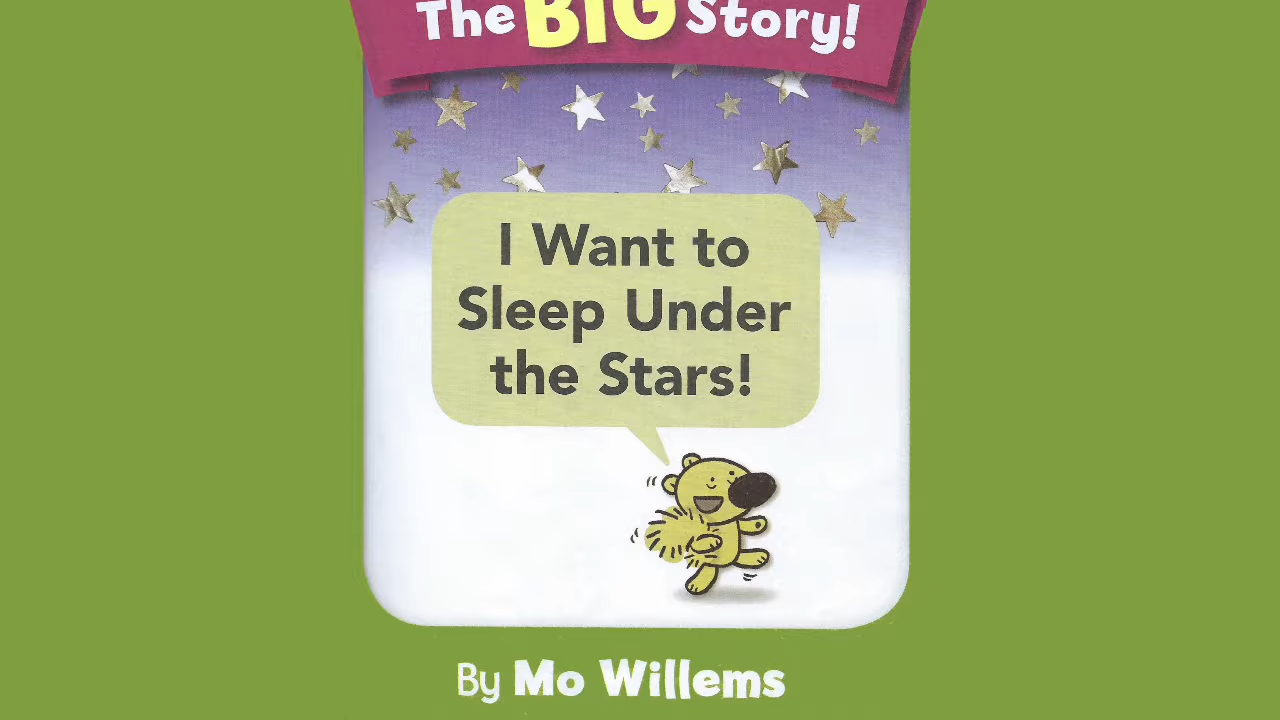 The BIG Story!
I Want to
Sleep Under
the Stars!
By Mo Willems